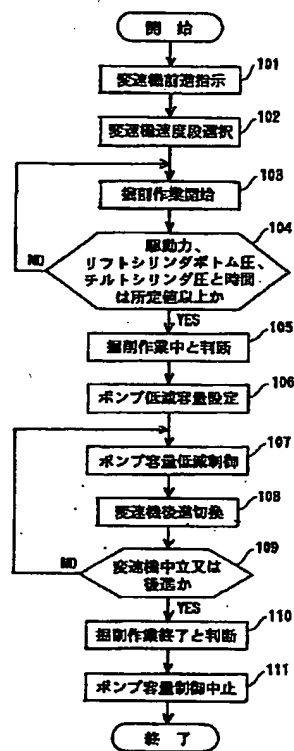 開始
101
変速機前進指示
102
変速機速度段選択
103
掘削作業開始
104
駆動力、
リフトシリンダボトム圧、
チルトシリンダ圧と時間
は所定値以上か
NO
YES
105
掘削作業中と判断
106
ポンプ低減容量設定
107
ポンプ容量低減制御
108
変速機後進切換
109
変速機中立又は
後進か
NO
YES
110
掘削作業終了と判断
111
ポンプ容量制御中止
終了